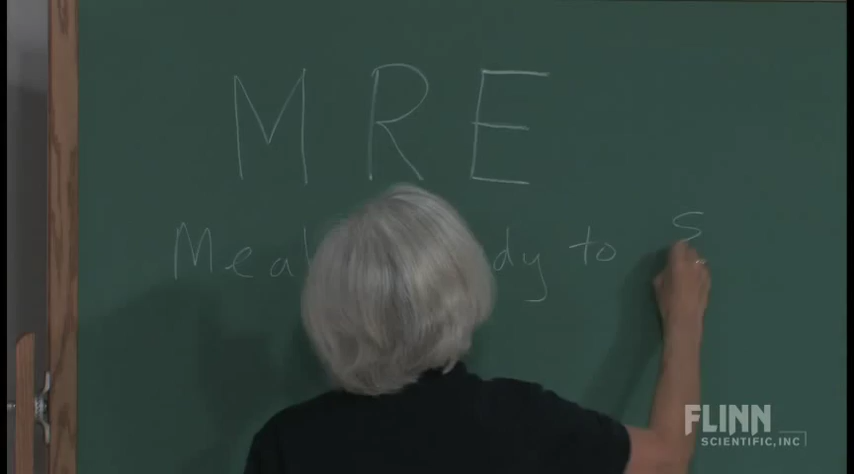 M R E
Meal dy to
FLINN
SCIENTIFIC, INC